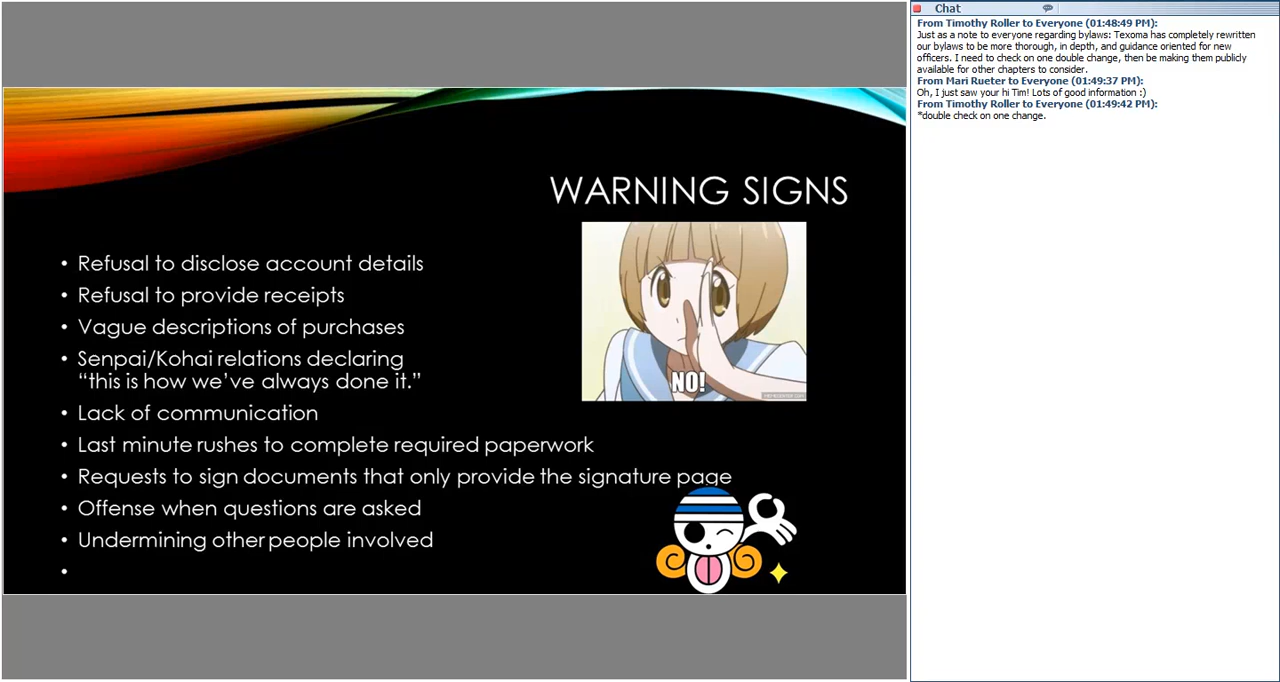 WARNING SIGNS
• Refusal to disclose account details
• Refusal to provide receipts
• Vague descriptions of purchases
• Senpai/Kohai relations declaring
“this is how we’ve always done it.”
• Lack of communication
• Last minute rushes to complete required paperwork
• Requests to sign documents that only provide the signature page
• Offense when questions are asked
• Undermining other people involved
•
NO!
Chat
From Timothy Roller to Everyone (01:48:49 PM):
Just as a note to everyone regarding bylaws: Texoma has completely rewritten
our bylaws to be more thorough, in depth, and guidance oriented for new
officers. I need to check on one double change, then be making them publicly
available for other chapters to consider.
From Mari Rueter to Everyone (01:49:37 PM):
Oh, I just saw your hi Tim! Lots of good information :)
From Timothy Roller to Everyone (01:49:42 PM):
*double check on one change.